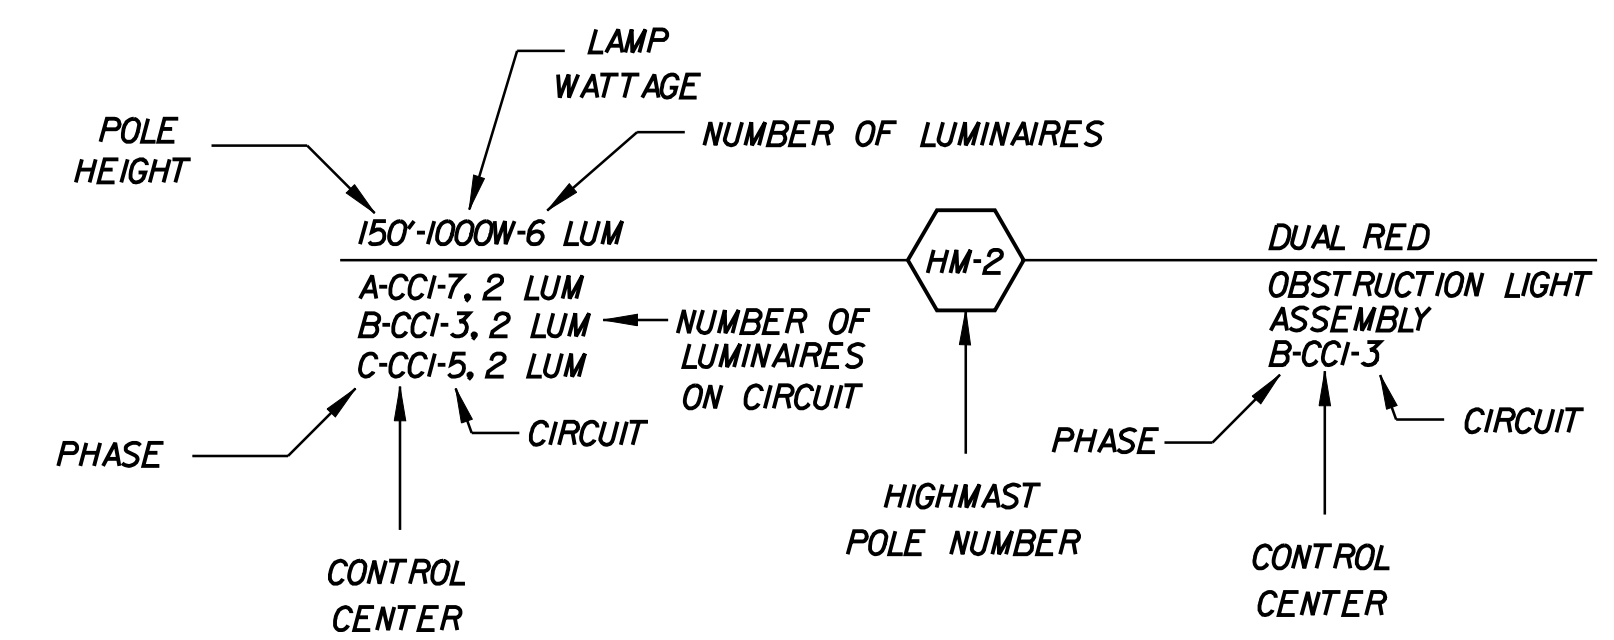 LAMP
WATTAGE
POLE
HEIGHT
NUMBER OF LUMINAIRES
150'-1000W-6 LUM
HM-2
DUAL RED
A-CCI-7, 2 LUM
B-CCI-3, 2 LUM
C-CCI-5, 2 LUM
NUMBER OF
LUMINAIRES
ON CIRCUIT
OBSTRUCTION LIGHT
ASSEMBLY
B-CCI-3
PHASE
CIRCUIT
CONTROL
CENTER
HIGHMAST
POLE NUMBER
PHASE
CIRCUIT
CONTROL
CENTER